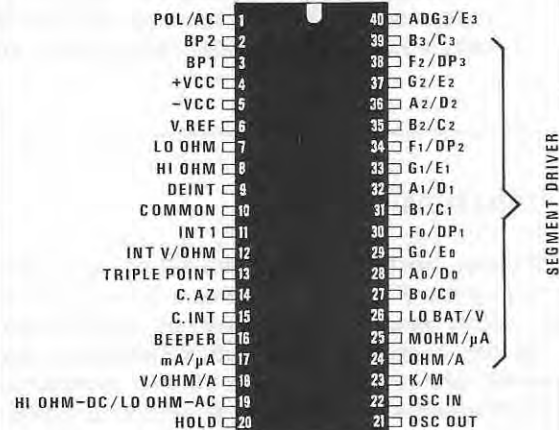 POL/AC 1 40 ADG3/E3
BP2 2 39 B3/C3
BP1 3 38 F2/DP3
+VCC 4 37 G2/E2
-VCC 5 36 A2/D2
V.REF 6 35 B2/C2
LO OHM 7 34 F1/DP2
HI OHM 8 33 G1/E1
DEINT 9 32 A1/D1
COMMON 10 31 B1/C1
INT1 11 30 F0/DP1
INT V/OHM 12 29 G0/E0
TRIPLE POINT 13 28 A0/D0
C.AZ 14 27 B0/C0
C.INT 15 26 LO BAT/V
BEEPER 16 25 MOHM/µA
mA/µA 17 24 OHM/A
V/OHM/A 18 23 K/M
HI OHM-DC/LO OHM-AC 19 22 OSC IN
HOLD 20 21 OSC OUT
SEGMENT DRIVER